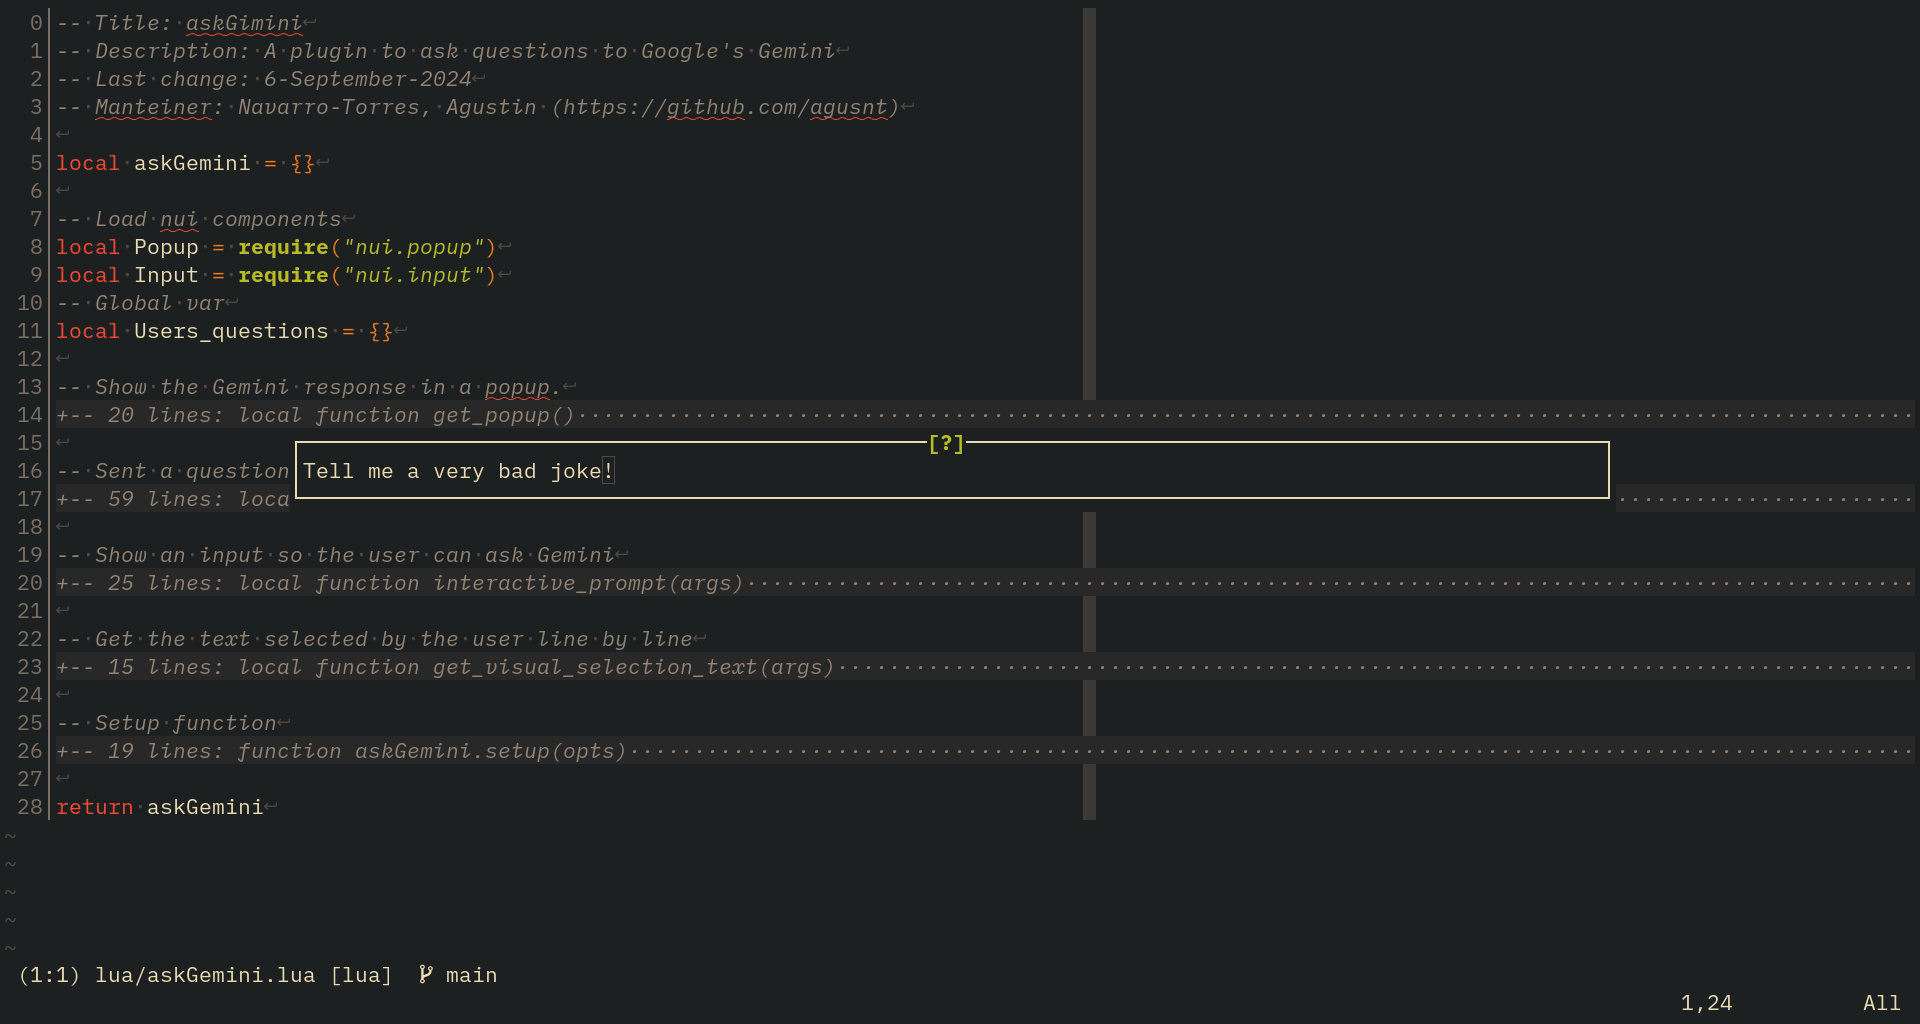 0 -- Title: askGimini
1 -- Description: A plugin to ask questions to Google's Gemini
2 -- Last change: 6-September-2024
3 -- Manteiner: Navarro-Torres, Agustin (https://github.com/agusnt)
4
5 local askGemini = {}
6
7 -- Load nui components
8 local Popup = require("nui.popup")
9 local Input = require("nui.input")
10 -- Global var
11 local Users_questions = {}
12
13 -- Show the Gemini response in a popup.
14 +-- 20 lines: local function get_popup()
15 [?]
16 -- Sent a question Tell me a very bad joke!
17 +-- 59 lines: loca
18
19 -- Show an input so the user can ask Gemini
20 +-- 25 lines: local function interactive_prompt(args)
21
22 -- Get the text selected by the user line by line
23 +-- 15 lines: local function get_visual_selection_text(args)
24
25 -- Setup function
26 +-- 19 lines: function askGemini.setup(opts)
27
28 return askGemini
~
~
~
~
~
(1:1) lua/askGemini.lua [lua] main
1,24 All